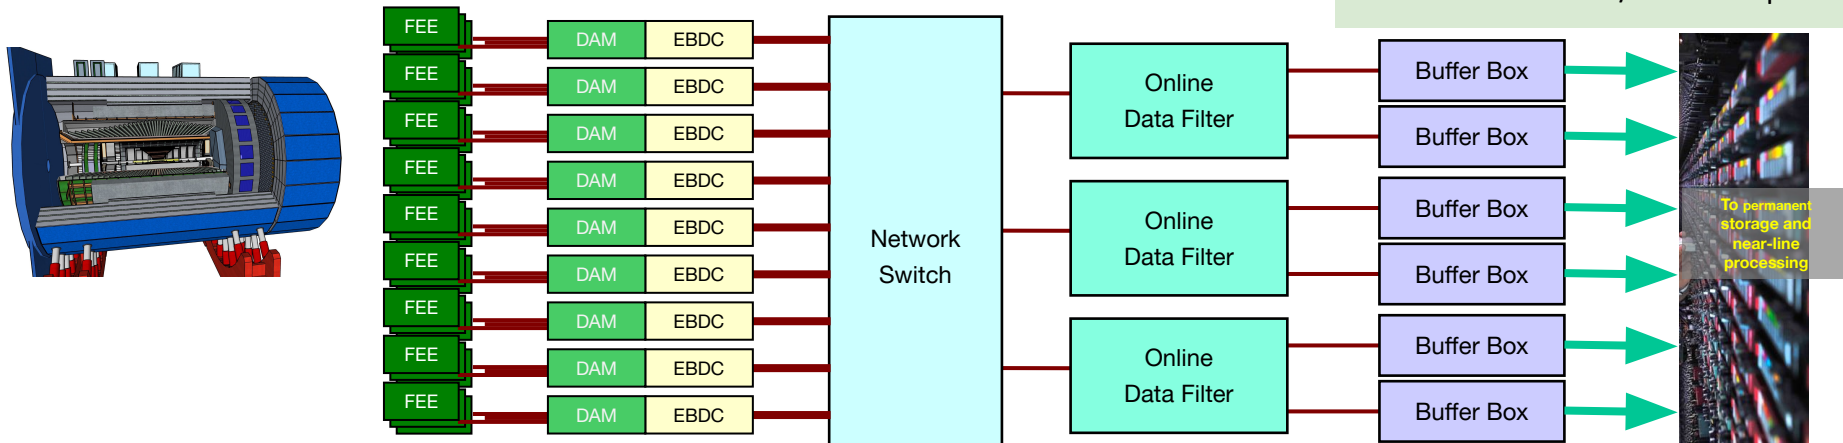 FEE
DAM EBDC
FEE
DAM EBDC
FEE
DAM EBDC
FEE
DAM EBDC
FEE
DAM EBDC
FEE
DAM EBDC
FEE
DAM EBDC
FEE
DAM EBDC
FEE
DAM EBDC
Network
Switch
Online
Data Filter
Online
Data Filter
Online
Data Filter
Buffer Box
Buffer Box
Buffer Box
Buffer Box
Buffer Box
Buffer Box
To permanent
storage and
near-line
processing